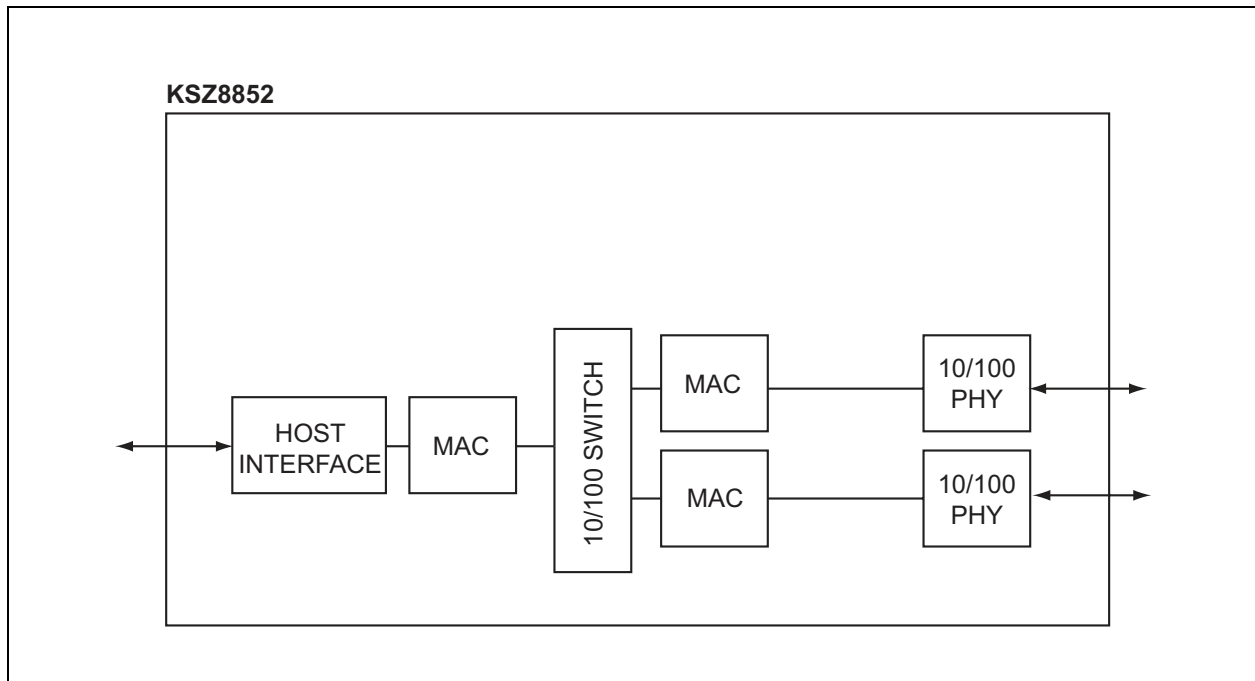 KSZ8852
HOST
INTERFACE
MAC
10/100 SWITCH
MAC
10/100
PHY
MAC
10/100
PHY